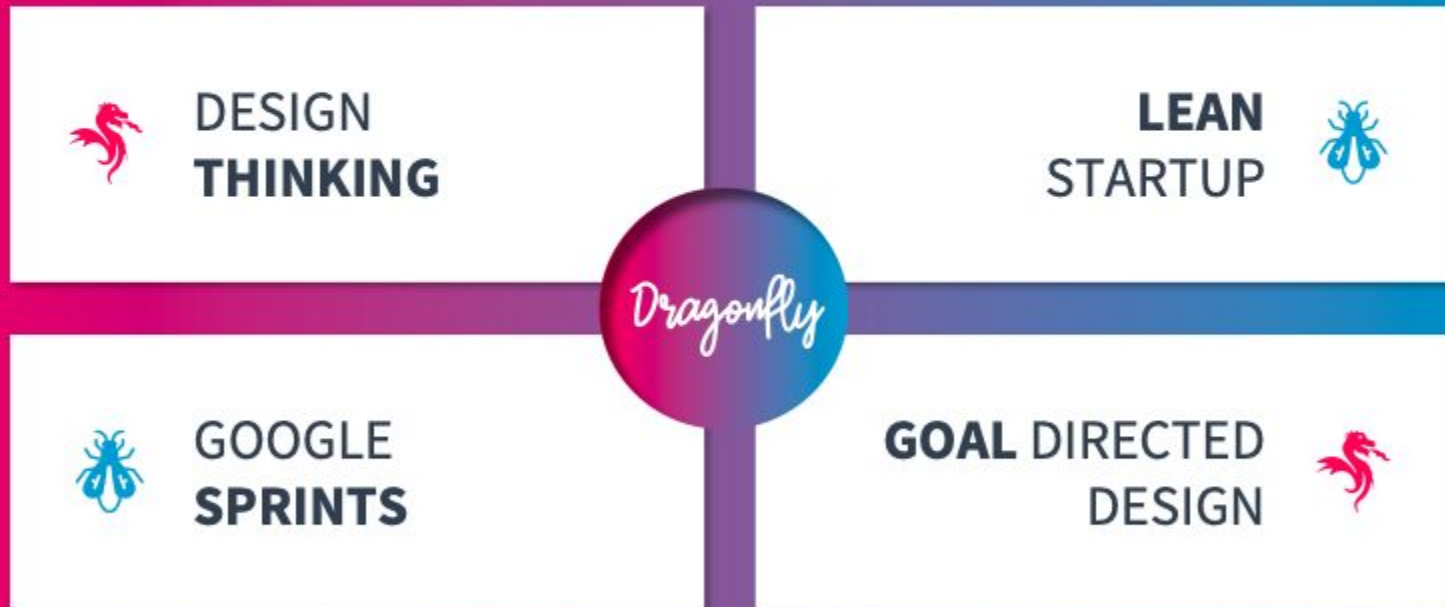 DESIGN
THINKING
LEAN
STARTUP
Dragonfly
GOOGLE
SPRINTS
GOAL DIRECTED
DESIGN